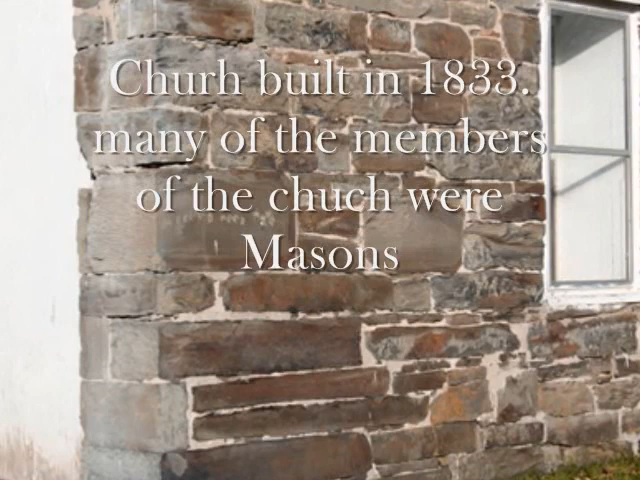 Churh built in 1833.
many of the members
of the chuch were
Masons